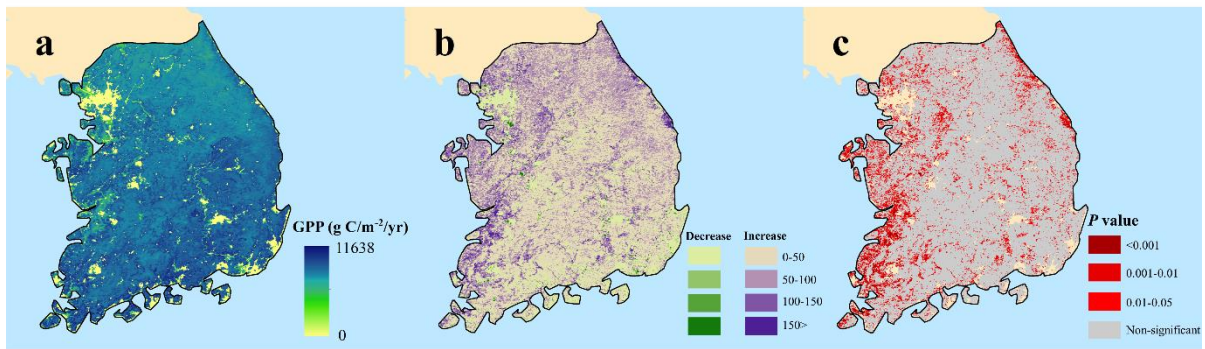 a
GPP (g C/m⁻²/yr)
11638
0
b
Decrease Increase
0-50
50-100
100-150
150>
c
P value
<0.001
0.001-0.01
0.01-0.05
Non-significant